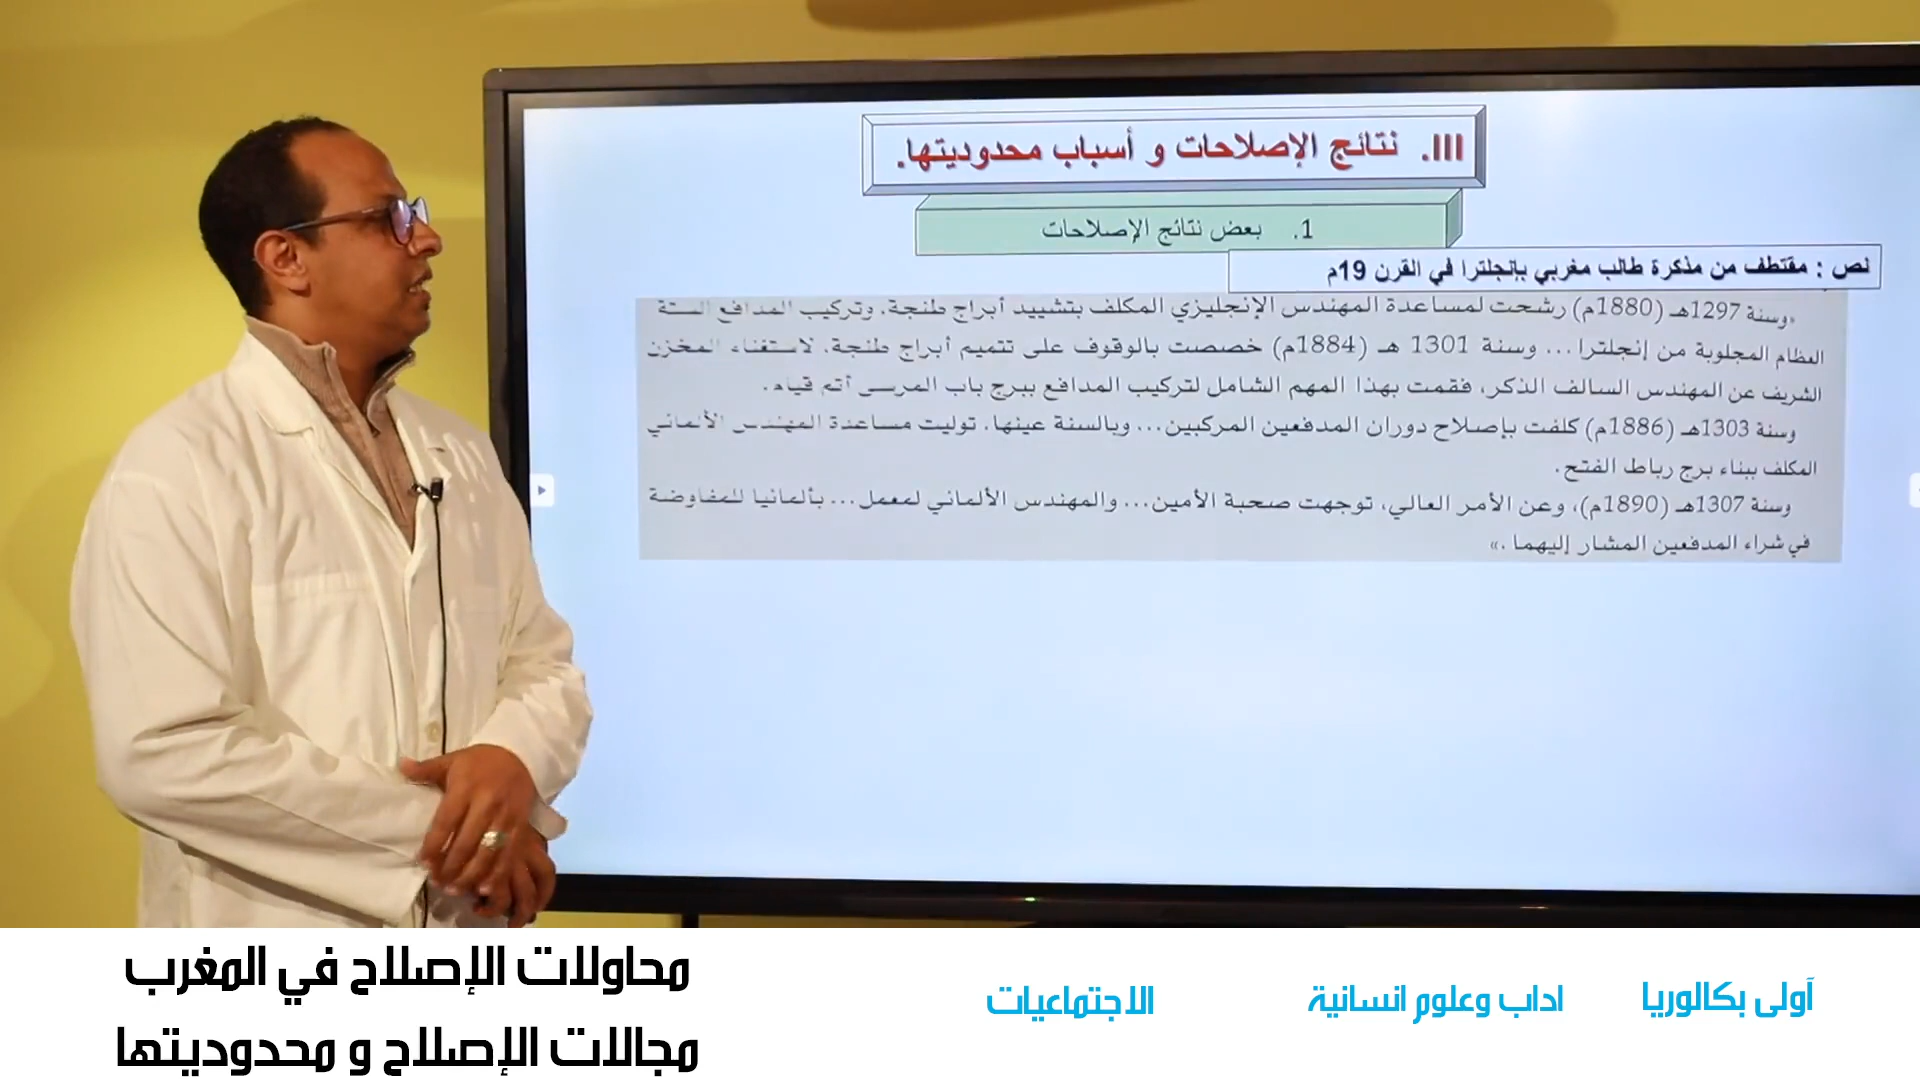 III. نتائج الإصلاحات و أسباب محدوديتها.
1. بعض نتائج الإصلاحات
نص : مقتطف من مذكرة طالب مغربي بإنجلترا في القرن 19م
«وسنة 1297هـ (1880م) رشحت لمساعدة المهندس الإنجليزي المكلف بتشييد أبراج طنجة، وتركيب المدافع الستة
العظام المجلوبة من إنجلترا... وسنة 1301 هـ (1884م) خصصت بالوقوف على تتميم أبراج طنجة، لاستغناء المخزن
الشريف عن المهندس السالف الذكر، فقمت بهذا المهم الشامل لتركيب المدافع ببرج باب المرسى أتم قيام.
وسنة 1303هـ (1886م) كلفت بإصلاح دوران المدفعين المركبين... وبالسنة عينها، توليت مساعدة المهندس الألماني
المكلف ببناء برج رباط الفتح.
وسنة 1307هـ (1890م)، وعن الأمر العالي، توجهت صحبة الأمين... والمهندس الألماني لمعمل... بألمانيا للمفاوضة
في شراء المدفعين المشار إليهما.»
أولى بكالوريا
اداب وعلوم انسانية
الاجتماعيات
محاولات الإصلاح في المغرب
مجالات الإصلاح و محدوديتها